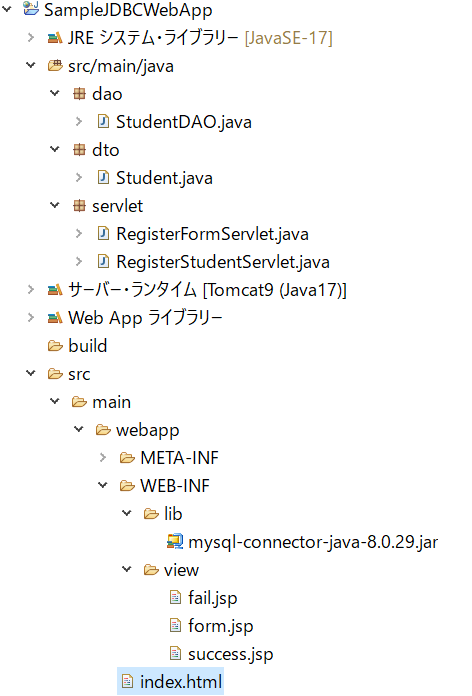 SampleJDBCWebApp
JRE システム・ライブラリー [JavaSE-17]
src/main/java
dao
StudentDAO.java
dto
Student.java
servlet
RegisterFormServlet.java
RegisterStudentServlet.java
サーバー・ランタイム [Tomcat9 (Java17)]
Web App ライブラリー
build
src
main
webapp
META-INF
WEB-INF
lib
mysql-connector-java-8.0.29.jar
view
fail.jsp
form.jsp
success.jsp
index.html